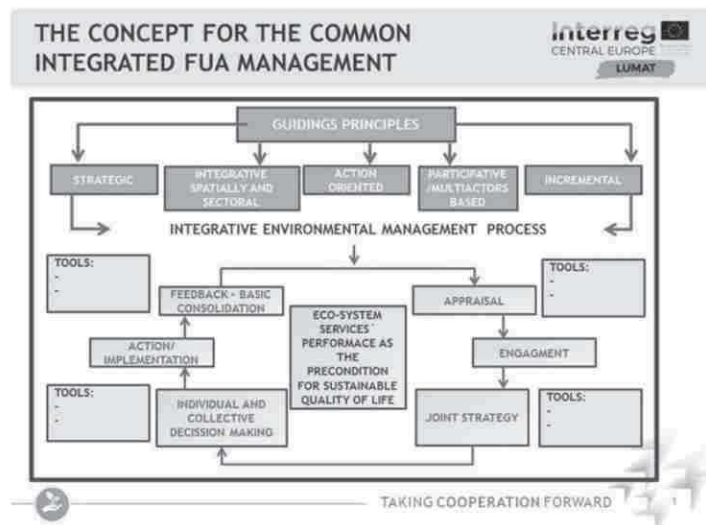 THE CONCEPT FOR THE COMMON
INTEGRATED FUA MANAGEMENT
Interreg
CENTRAL EUROPE
LUMAT
GUIDINGS PRINCIPLES
STRATEGIC
INTEGRATIVE
SPATIALLY AND
SECTORAL
ACTION
ORIENTED
PARTICIPATIVE
/MULTIACTORS
BASED
INCREMENTAL
INTEGRATIVE ENVIRONMENTAL MANAGEMENT PROCESS
TOOLS:
-
-
TOOLS:
-
-
FEEDBACK - BASIC
CONSOLIDATION
APPRAISAL
ECO-SYSTEM
SERVICES´
PERFORMACE AS
THE
PRECONDITION
FOR SUSTAINABLE
QUALITY OF LIFE
ACTION/
IMPLEMENTATION
ENGAGMENT
TOOLS:
-
-
INDIVIDUAL AND
COLLECTIVE
DECISION MAKING
JOINT STRATEGY
TOOLS:
-
-
TAKING COOPERATION FORWARD
1